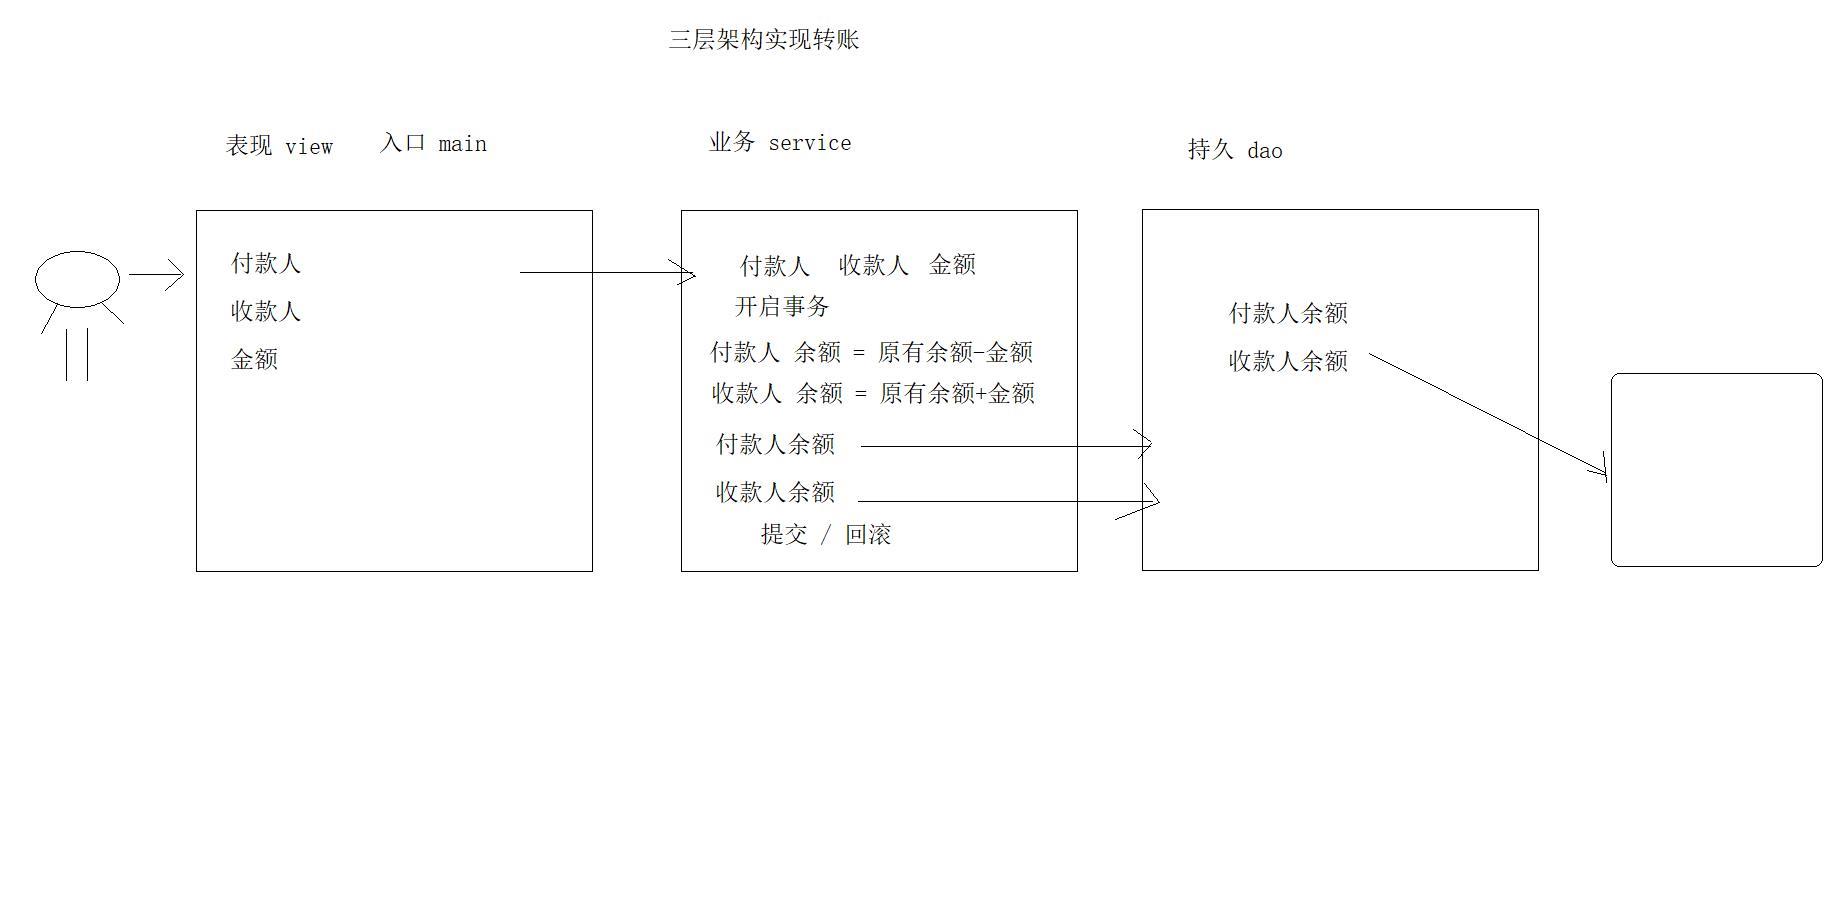 三层架构实现转账
表现 view
入口 main
业务 service
持久 dao
付款人
收款人
金额
付款人 收款人 金额
开启事务
付款人 余额 = 原有余额-金额
收款人 余额 = 原有余额+金额
付款人余额
收款人余额
提交 / 回滚
付款人余额
收款人余额